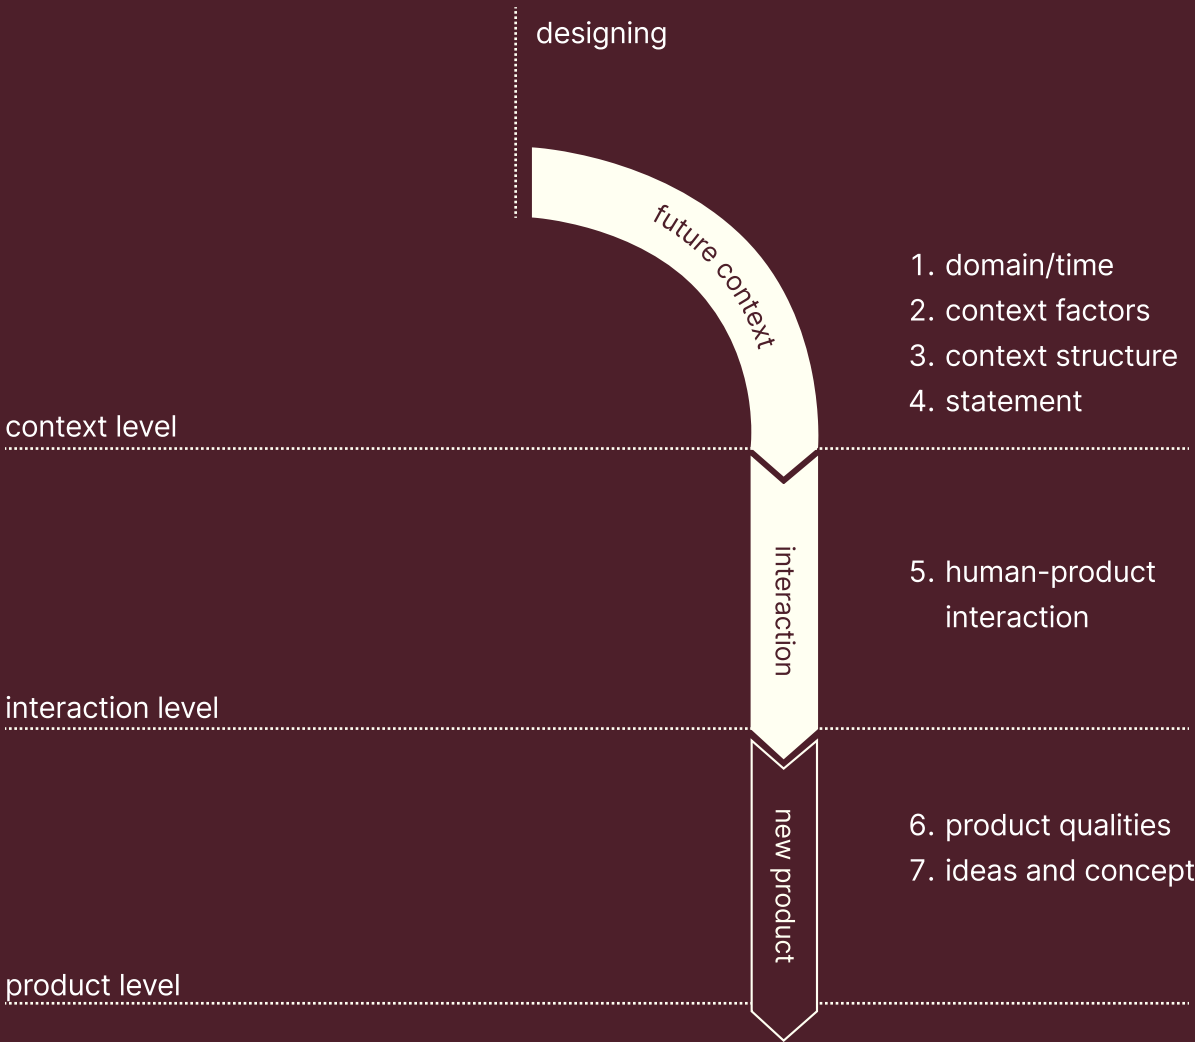 designing
future context
1. domain/time
2. context factors
3. context structure
4. statement
context level
interaction
5. human-product
interaction
interaction level
new product
6. product qualities
7. ideas and concept
product level